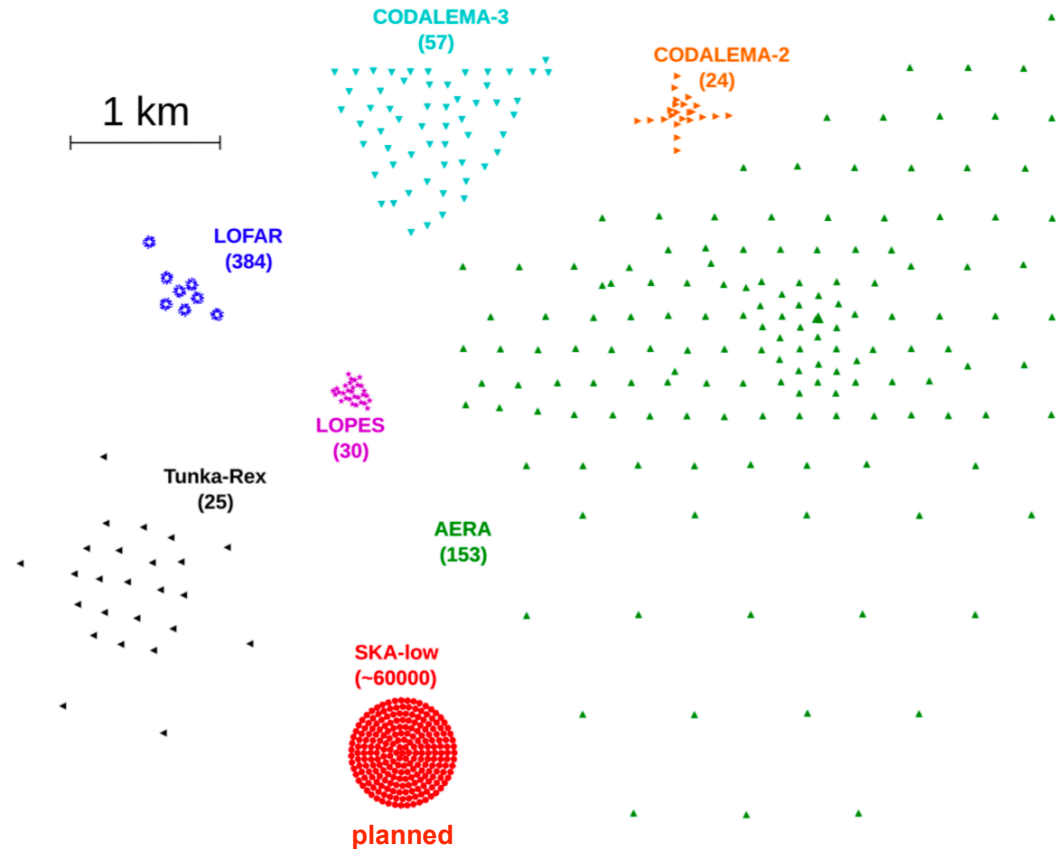 CODALEMA-3
(57)
CODALEMA-2
(24)
1 km
LOFAR
(384)
LOPES
(30)
Tunka-Rex
(25)
AERA
(153)
SKA-low
(~60000)
planned